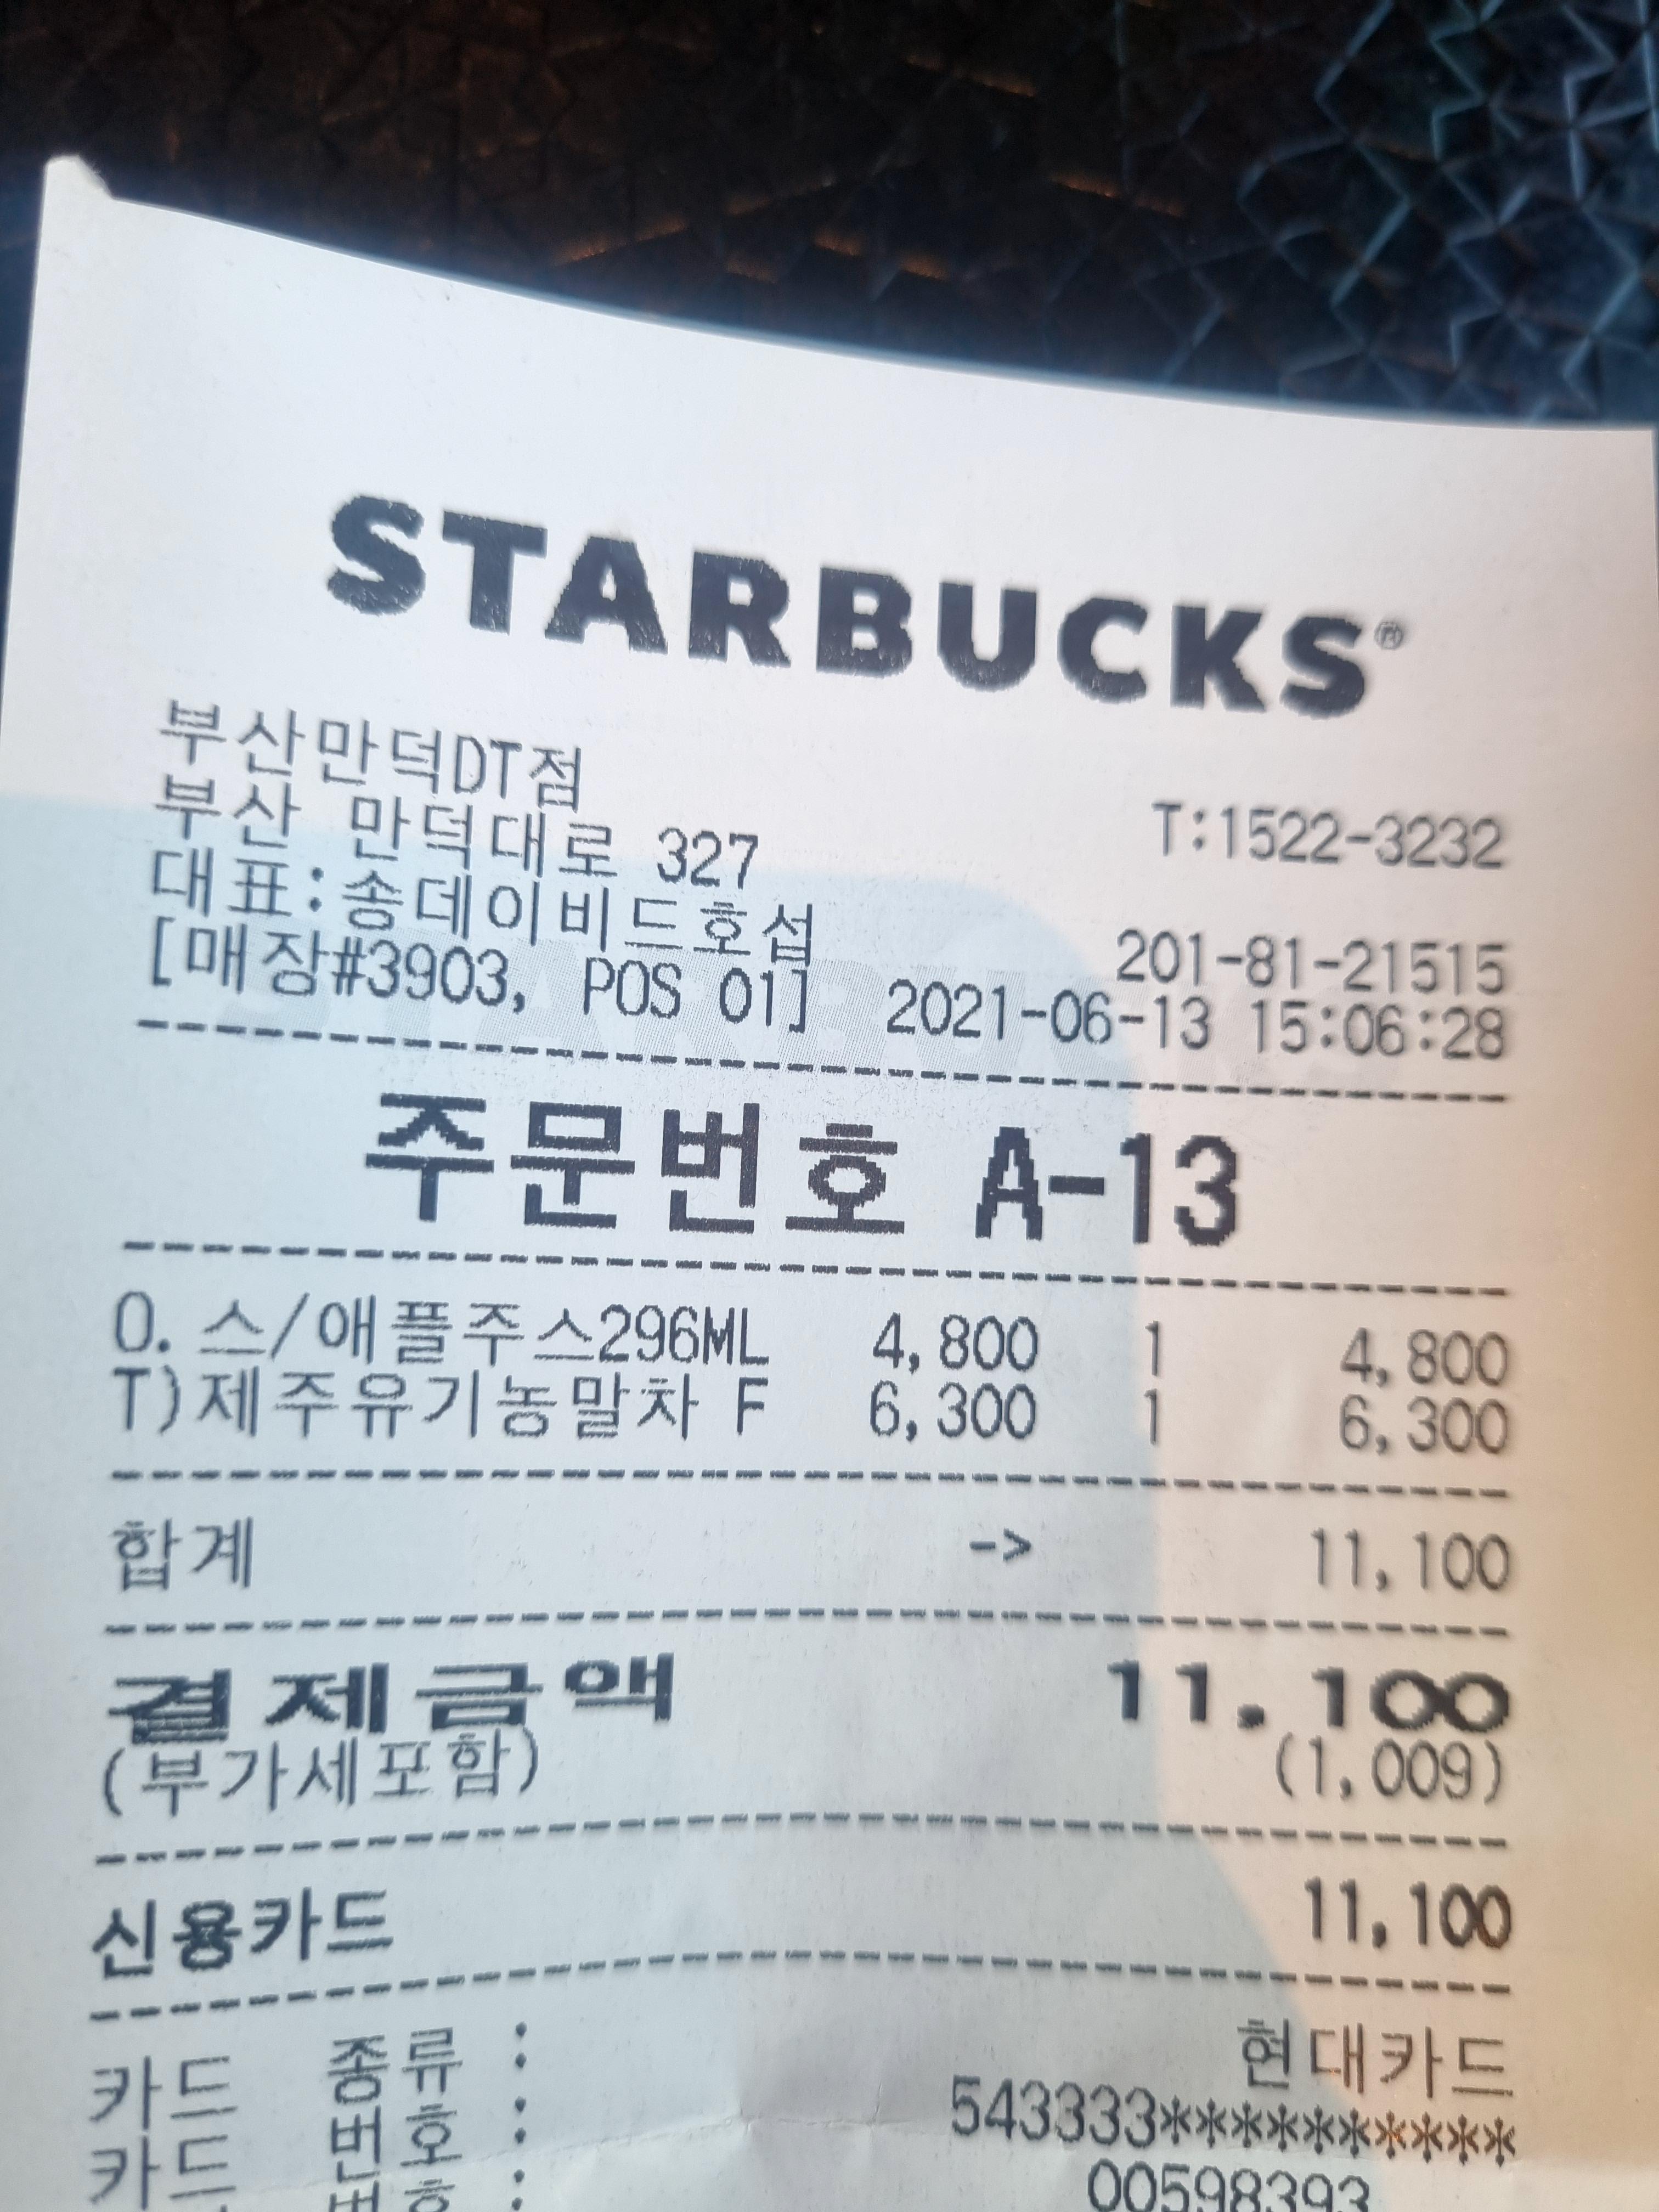 STARBUCKS®
부산만덕DT점
부산 만덕대로 327 T:1522-3232
대표:송데이비드호섭 201-81-21515
[매장#3903, POS 01] 2021-06-13 15:06:28
주문번호 A-13
O. 스/애플주스296ML 4,800 1 4,800
T)제주유기농말차 F 6,300 1 6,300
합계 -> 11,100
결제금액 11,100
(부가세포함) (1,009)
신용카드 11,100
카드 종류 : 현대카드
카드 번호 : 543333**********
00598393